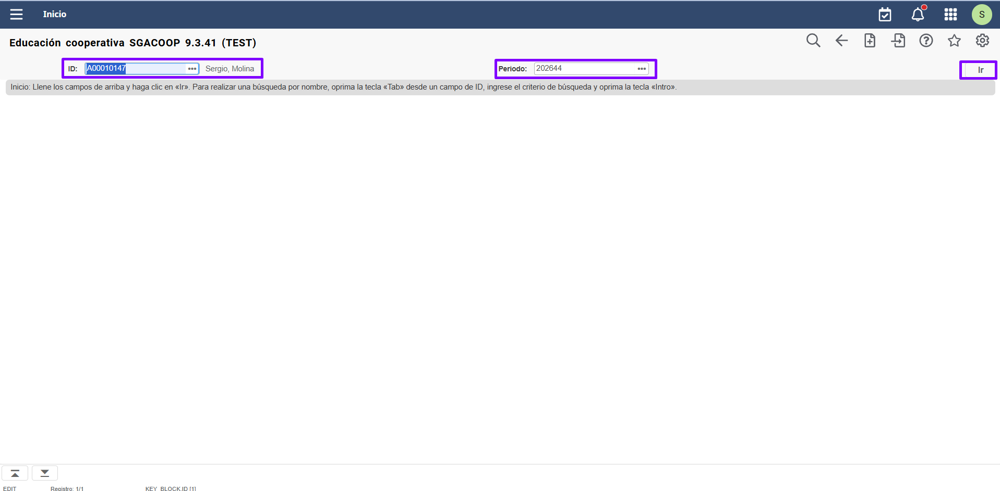 Inicio
S
Educación cooperativa SGACOOP 9.3.41 (TEST)
ID: A00010147 ••• Sergio, Molina Periodo: 202644 ••• Ir
Inicio: Llene los campos de arriba y haga clic en «Ir». Para realizar una búsqueda por nombre, oprima la tecla «Tab» desde un campo de ID, ingrese el criterio de búsqueda y oprima la tecla «Intro».
EDIT Registro: 1/1 KEY_BLOCK.ID [1]